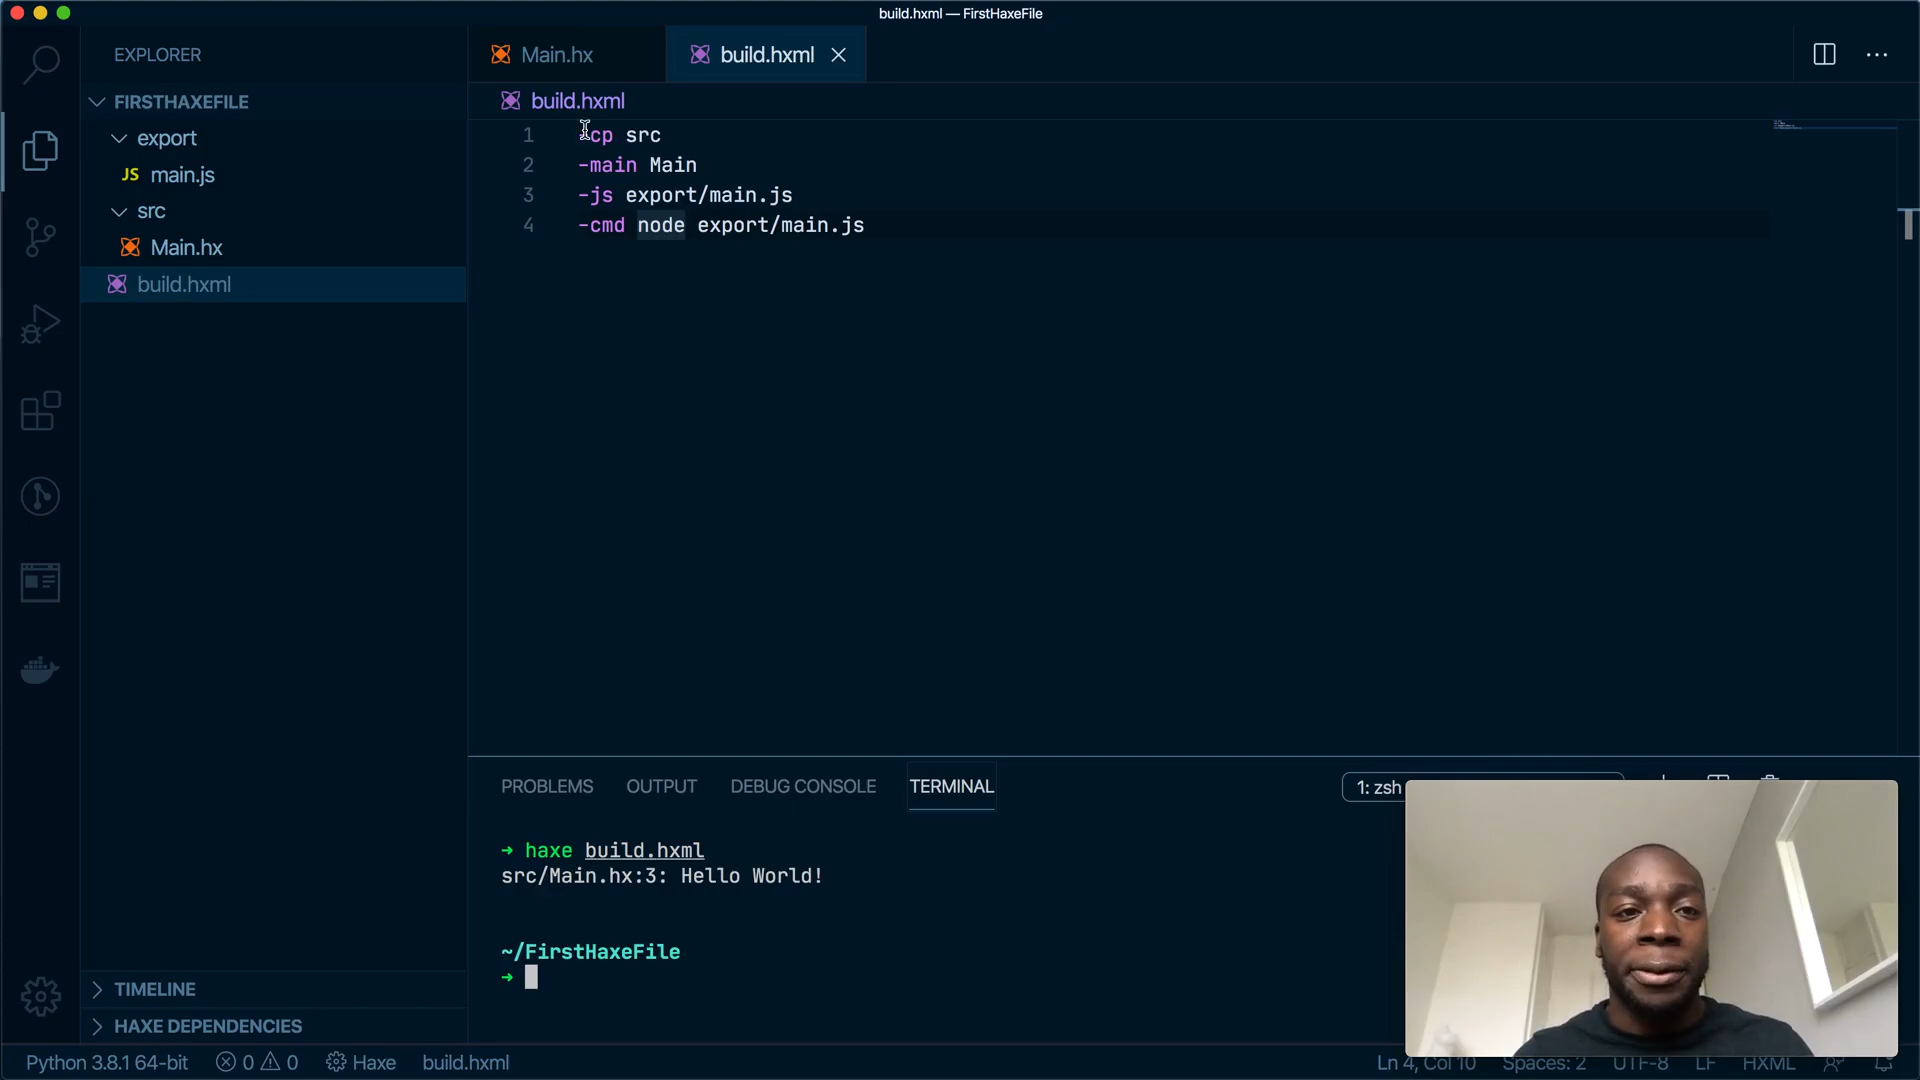 build.hxml — FirstHaxeFile
EXPLORER
FIRSTHAXEFILE
export
JS main.js
src
Main.hx
build.hxml
TIMELINE
HAXE DEPENDENCIES
Main.hx
build.hxml
build.hxml
1 -cp src
2 -main Main
3 -js export/main.js
4 -cmd node export/main.js
PROBLEMS OUTPUT DEBUG CONSOLE TERMINAL
1: zsh
➜ haxe build.hxml
src/Main.hx:3: Hello World!
~/FirstHaxeFile
➜
Python 3.8.1 64-bit 0 0 Haxe build.hxml Ln 4, Col 10 Spaces: 2 UTF-8 LF HXML